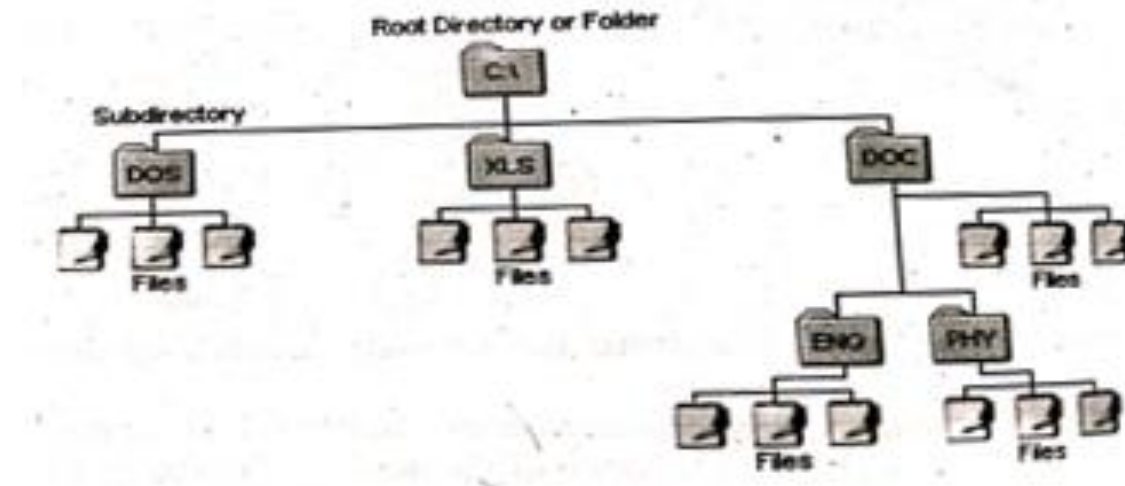 Root Directory or Folder
C:\
Subdirectory
DOS
XLS
DOC
Files
Files
Files
ENG
PHY
Files
Files